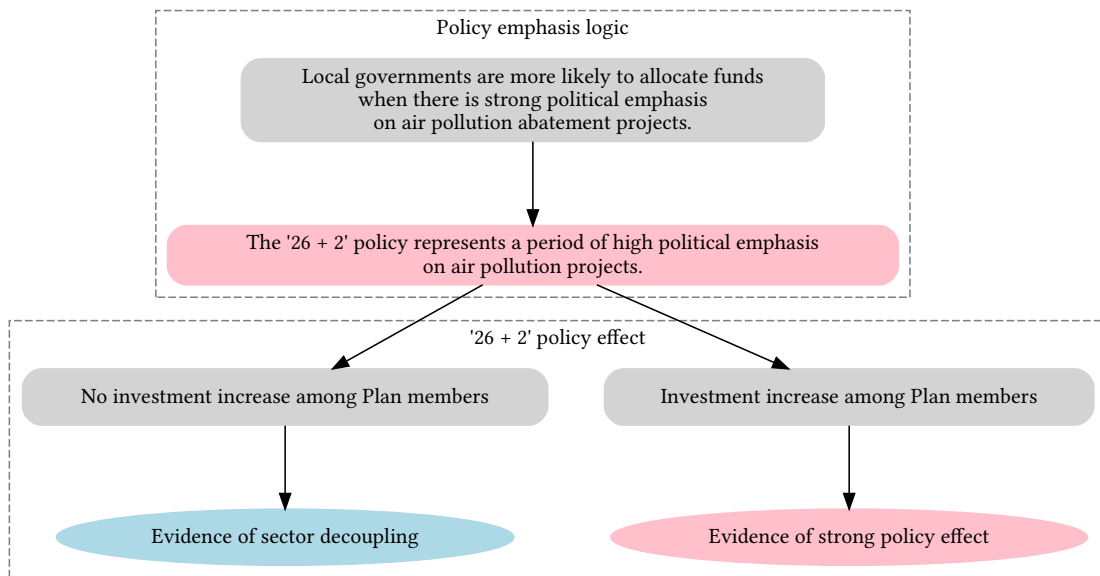 Policy emphasis logic
Local governments are more likely to allocate funds
when there is strong political emphasis
on air pollution abatement projects.
The '26 + 2' policy represents a period of high political emphasis
on air pollution projects.
'26 + 2' policy effect
No investment increase among Plan members
Investment increase among Plan members
Evidence of sector decoupling
Evidence of strong policy effect